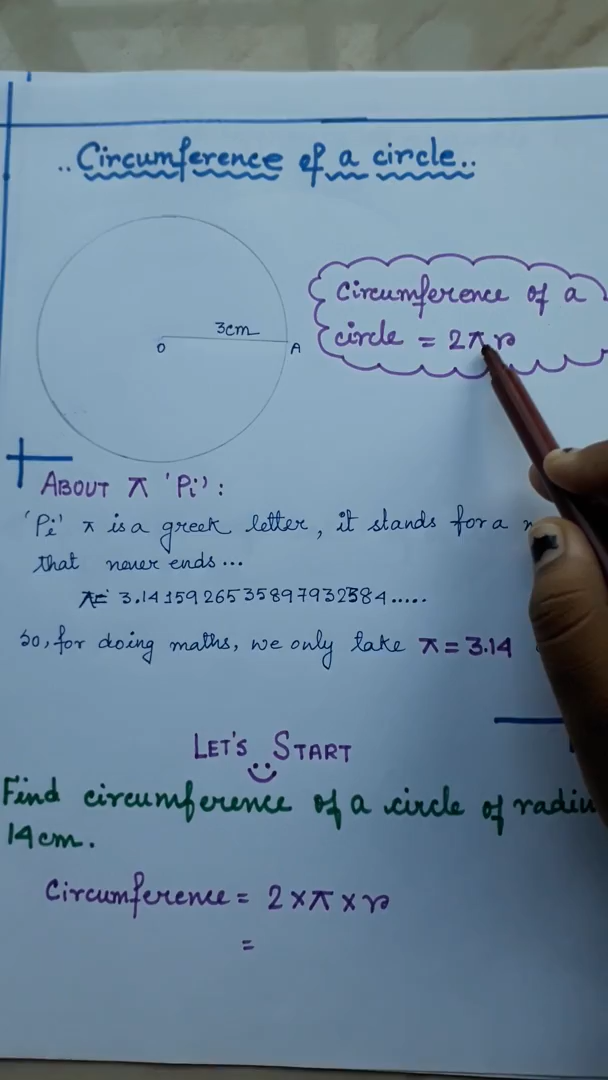 ..Circumference of a circle..
3cm
O
A
Circumference of a
circle = 2πr
ABOUT π 'Pi':
'Pi' π is a greek letter, it stands for a
that never ends...
π = 3.1415926535897932384.....
So, for doing maths, we only take π = 3.14
LET'S START
Find circumference of a circle of radiu
14cm.
Circumference = 2 × π × r
=